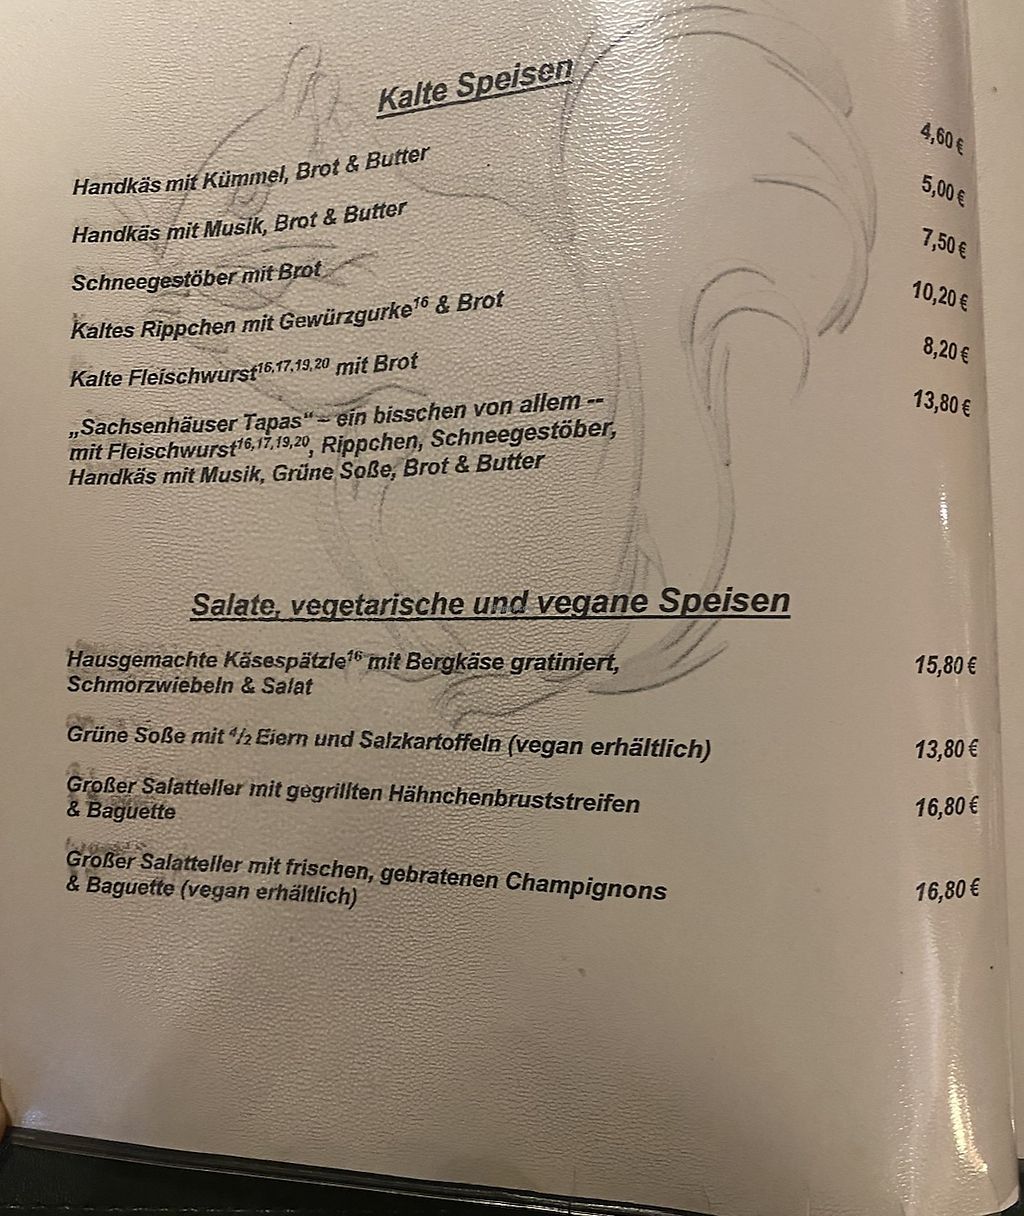 Kalte Speisen
Handkäs mit Kümmel, Brot & Butter 4,60 €
Handkäs mit Musik, Brot & Butter 5,00 €
Schneegestöber mit Brot 7,50 €
Kaltes Rippchen mit Gewürzgurke¹⁶ & Brot 10,20 €
Kalte Fleischwurst¹⁶,¹⁷,¹⁹,²⁰ mit Brot 8,20 €
„Sachsenhäuser Tapas“ – ein bisschen von allem -- 13,80 €
mit Fleischwurst¹⁶,¹⁷,¹⁹,²⁰, Rippchen, Schneegestöber,
Handkäs mit Musik, Grüne Soße, Brot & Butter
Salate, vegetarische und vegane Speisen
Hausgemachte Käsespätzle¹⁶ mit Bergkäse gratiniert, 15,80 €
Schmorzwiebeln & Salat
Grüne Soße mit ⁴/₂ Eiern und Salzkartoffeln (vegan erhältlich) 13,80 €
Großer Salatteller mit gegrillten Hähnchenbruststreifen 16,80 €
& Baguette
Großer Salatteller mit frischen, gebratenen Champignons 16,80 €
& Baguette (vegan erhältlich)